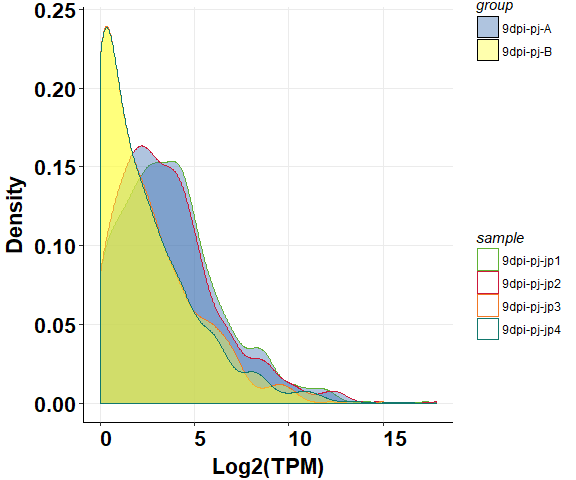 group
9dpi-pj-A
9dpi-pj-B
sample
9dpi-pj-jp1
9dpi-pj-jp2
9dpi-pj-jp3
9dpi-pj-jp4
Density
0.25
0.20
0.15
0.10
0.05
0.00
0 5 10 15
Log2(TPM)